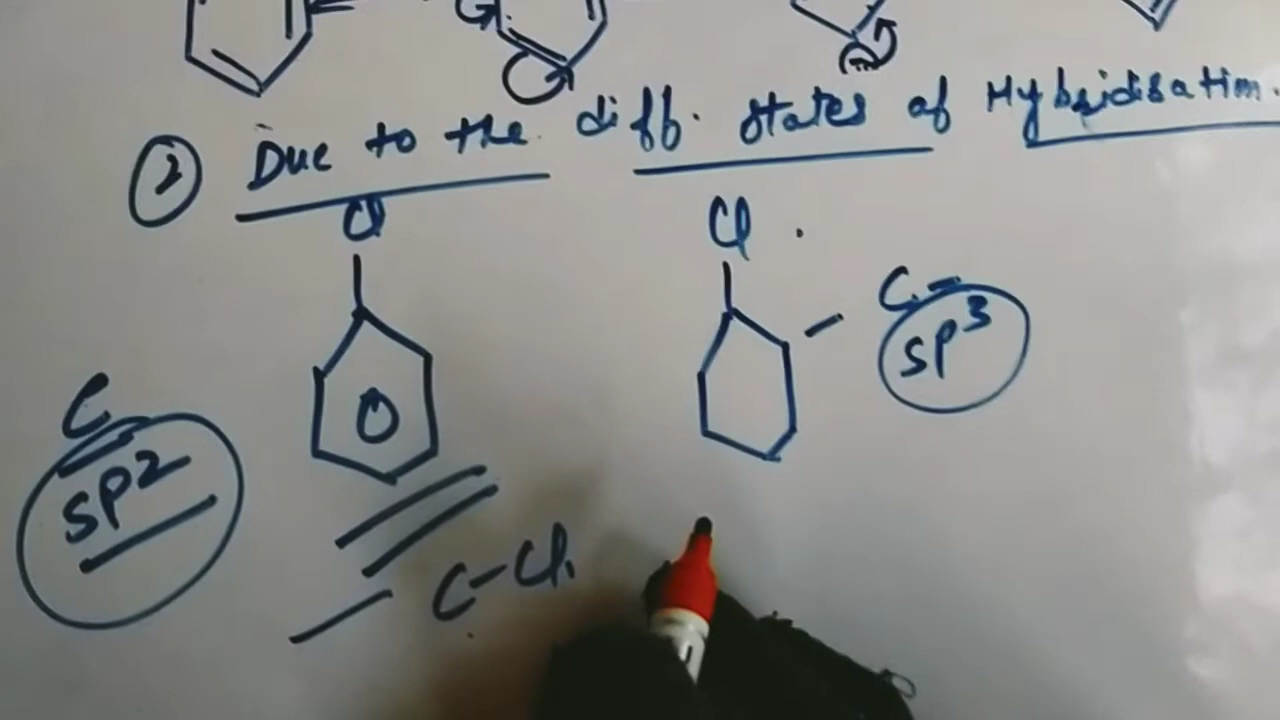 ② Due to the diff. states of Hybridisation.
Cl
Cl .
C
sp³
C
sp²
C-Cl